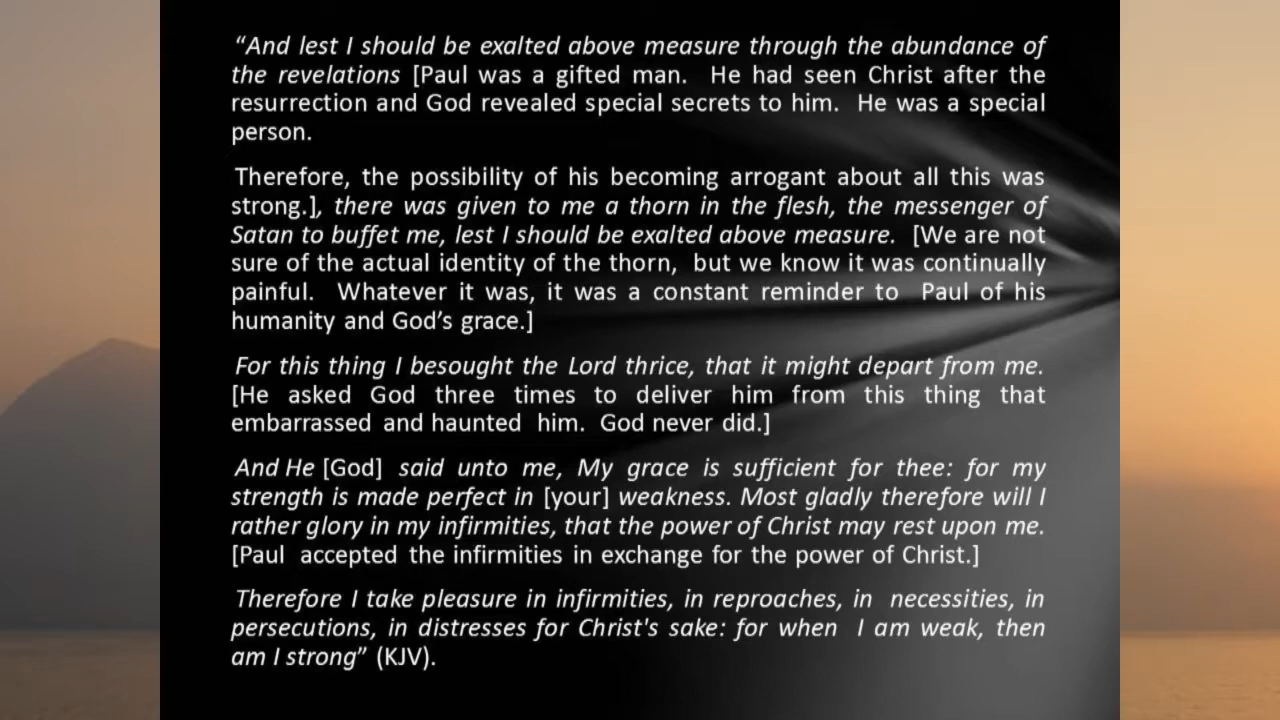 “And lest I should be exalted above measure through the abundance of
the revelations [Paul was a gifted man. He had seen Christ after the
resurrection and God revealed special secrets to him. He was a special
person.
Therefore, the possibility of his becoming arrogant about all this was
strong.], there was given to me a thorn in the flesh, the messenger of
Satan to buffet me, lest I should be exalted above measure. [We are not
sure of the actual identity of the thorn, but we know it was continually
painful. Whatever it was, it was a constant reminder to Paul of his
humanity and God’s grace.]
For this thing I besought the Lord thrice, that it might depart from me.
[He asked God three times to deliver him from this thing that
embarrassed and haunted him. God never did.]
And He [God] said unto me, My grace is sufficient for thee: for my
strength is made perfect in [your] weakness. Most gladly therefore will I
rather glory in my infirmities, that the power of Christ may rest upon me.
[Paul accepted the infirmities in exchange for the power of Christ.]
Therefore I take pleasure in infirmities, in reproaches, in necessities, in
persecutions, in distresses for Christ's sake: for when I am weak, then
am I strong” (KJV).